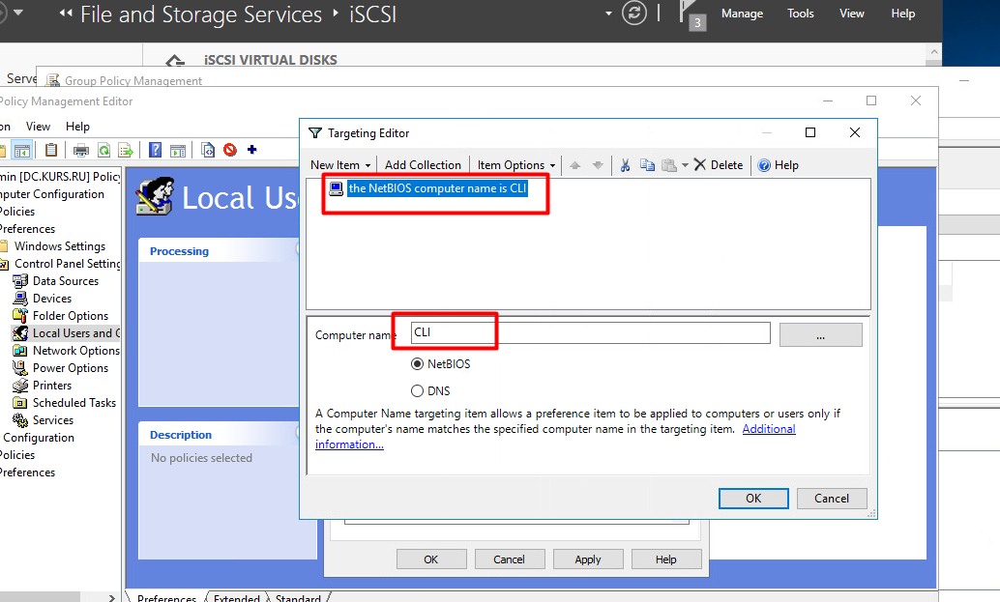 File and Storage Services
iSCSI
3
Manage
Tools
View
Help
iSCSI VIRTUAL DISKS
Serve
Group Policy Management
Policy Management Editor
on
View
Help
min [DC.KURS.RU] Policy
mputer Configuration
Policies
Preferences
Windows Settings
Control Panel Setting
Data Sources
Devices
Folder Options
Local Users and G
Network Options
Power Options
Printers
Scheduled Tasks
Services
Configuration
Policies
Preferences
Local Us
Processing
Description
No policies selected
Targeting Editor
New Item
Add Collection
Item Options
Delete
Help
the NetBIOS computer name is CLI
Computer name
CLI
...
NetBIOS
DNS
A Computer Name targeting item allows a preference item to be applied to computers or users only if
the computer's name matches the specified computer name in the targeting item. Additional
information...
OK
Cancel
OK
Cancel
Apply
Help
Preferences
Extended
Standard